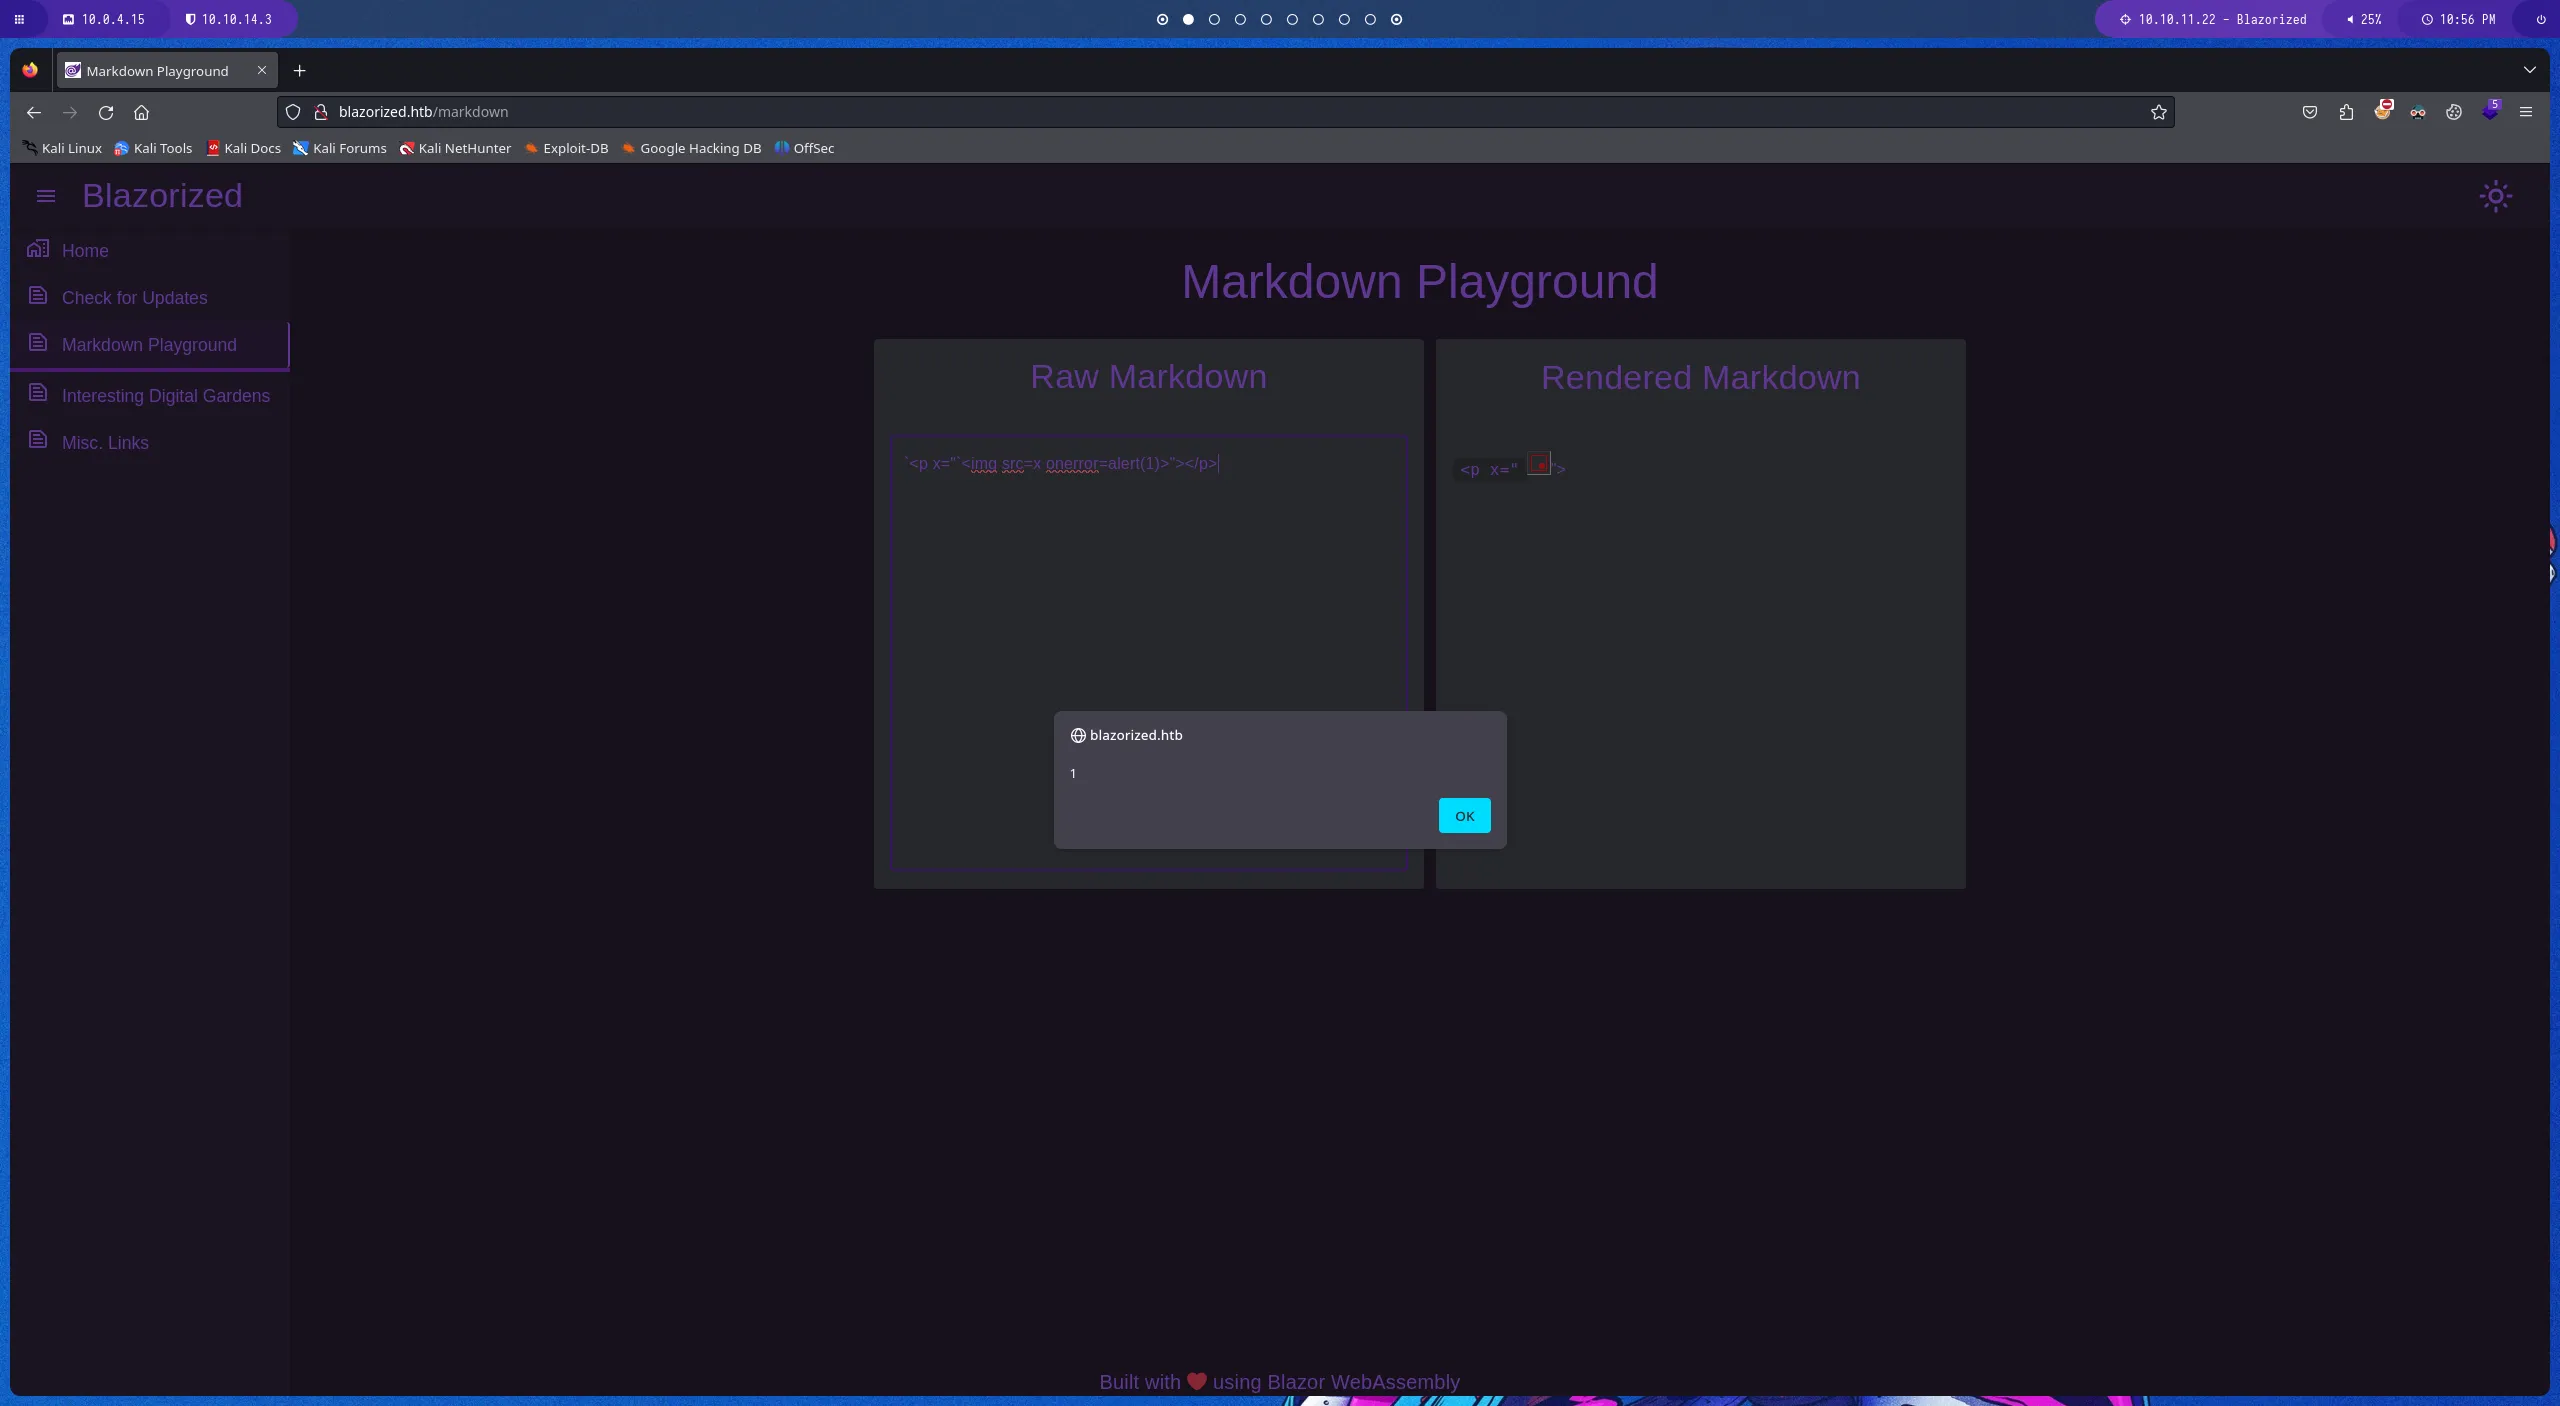 10.0.4.15 10.10.14.3 10.10.11.22 - Blazorized 25% 10:56 PM
Markdown Playground
blazorized.htb/markdown 5
Kali Linux Kali Tools Kali Docs Kali Forums Kali NetHunter Exploit-DB Google Hacking DB OffSec
Blazorized
Home
Check for Updates
Markdown Playground
Interesting Digital Gardens
Misc. Links
Markdown Playground
Raw Markdown
`<p x="`<img src=x onerror=alert(1)>"></p>
Rendered Markdown
<p x=" ">
blazorized.htb
1
OK
Built with ❤ using Blazor WebAssembly